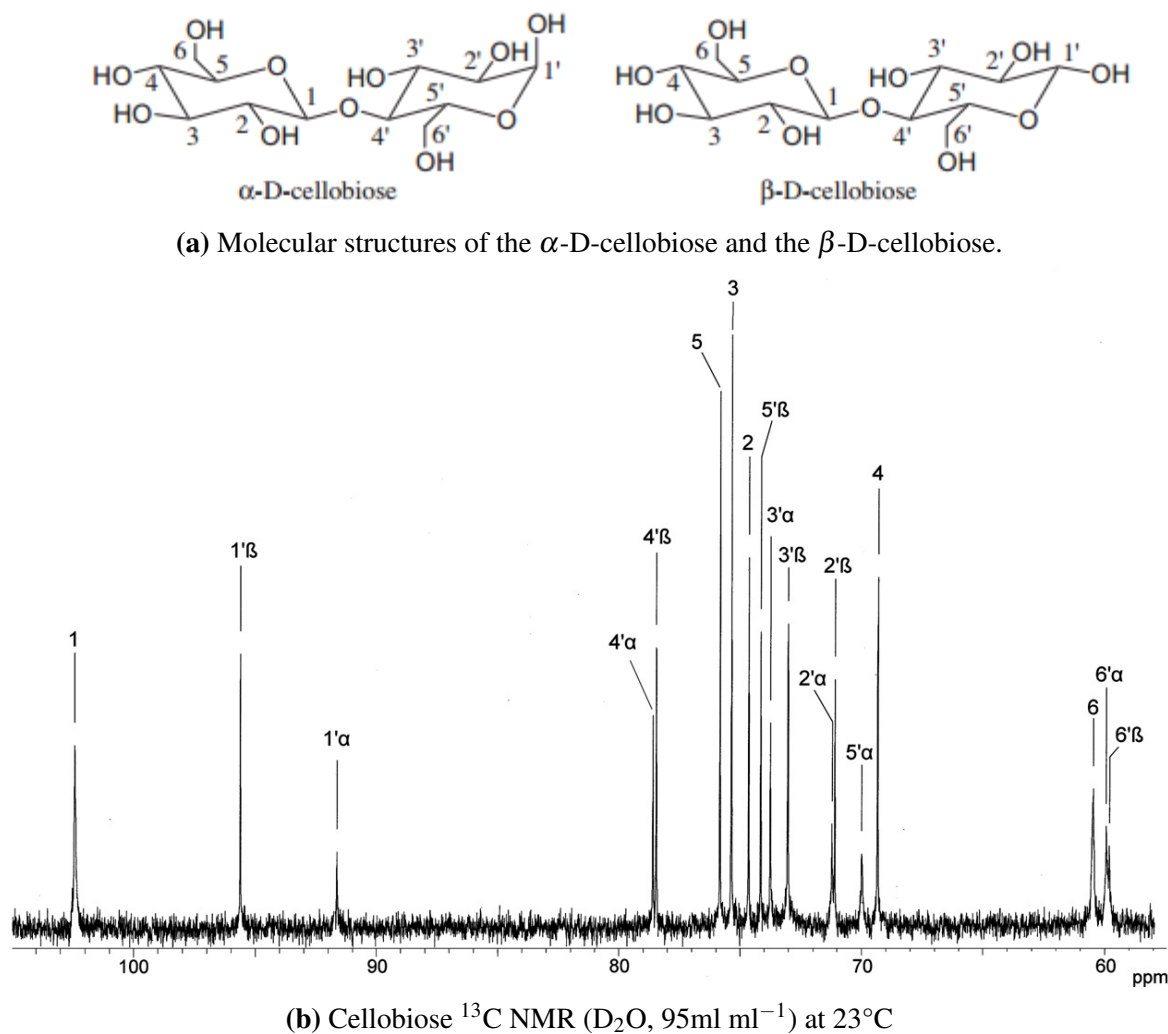 OH
6
5
HO
4
O
HO
3
2
OH
1
O
3'
HO
2'
OH
OH
1'
5'
4'
6'
OH
O
α-D-cellobiose
OH
6
5
HO
4
O
HO
3
2
OH
1
O
3'
HO
2'
OH
1'
OH
5'
4'
6'
OH
O
β-D-cellobiose
(a) Molecular structures of the α-D-cellobiose and the β-D-cellobiose.
3
5
5'ß
2
4
3'α
4'ß
1'ß
3'ß
2'ß
1
4'α
2'α
6'α
6
1'α
5'α
6'ß
100 90 80 70 60
ppm
(b) Cellobiose ¹³C NMR (D₂O, 95ml ml⁻¹) at 23°C